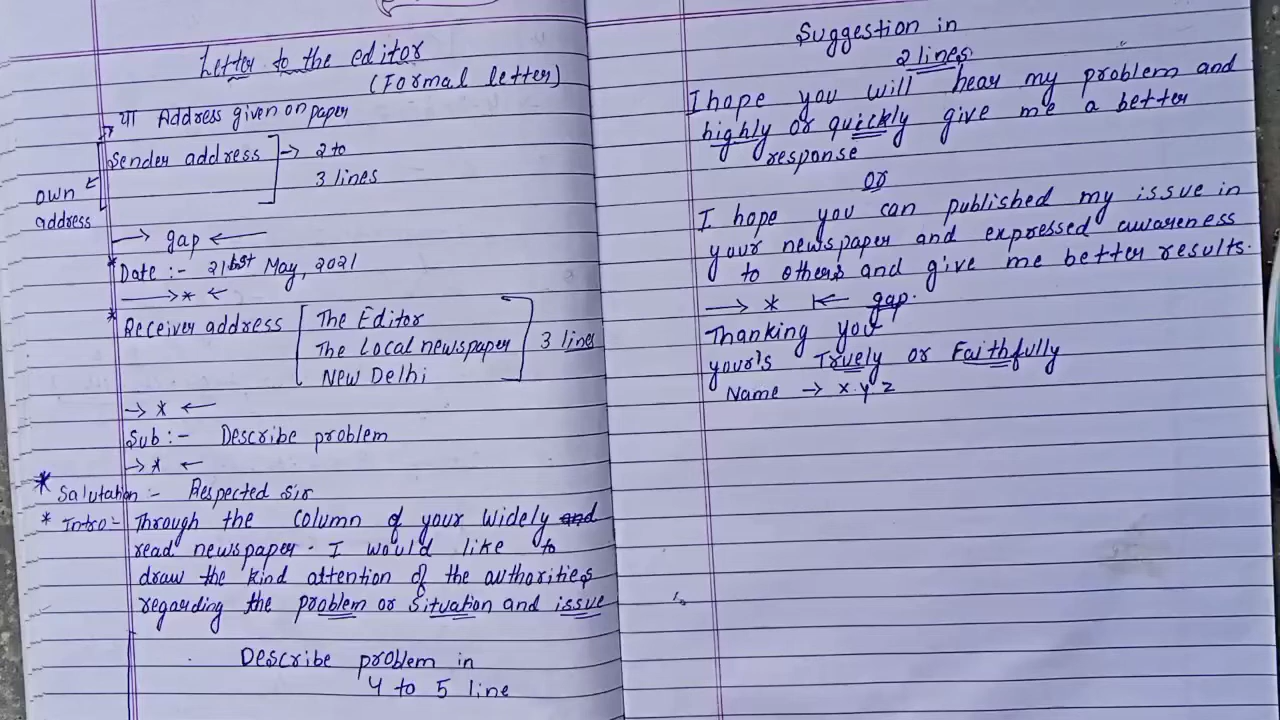 Letter to the editor
(Formal letter)
या Address given on paper
Sender address → 2 to
3 lines
own
address
→ gap ←
Date :- 21st May, 2021
→ * ←
* Receiver address [ The Editor
The local newspaper
New Delhi ] 3 lines
→ * ←
Sub :- Describe problem
→ * ←
* Salutation :- Respected Sir
* Intro :- Through the column of your widely and
read newspaper. I would like to
draw the kind attention of the authorities
regarding the problem or situation and issue
Describe problem in
4 to 5 line
Suggestion in
2 lines.
I hope you will hear my problem and
highly or quickly give me a better
response
or
I hope you can published my issue in
your newspaper and expressed awareness
to others and give me better results.
→ * ← gap.
Thanking you
your's Truely or Faithfully
Name → x.y.z